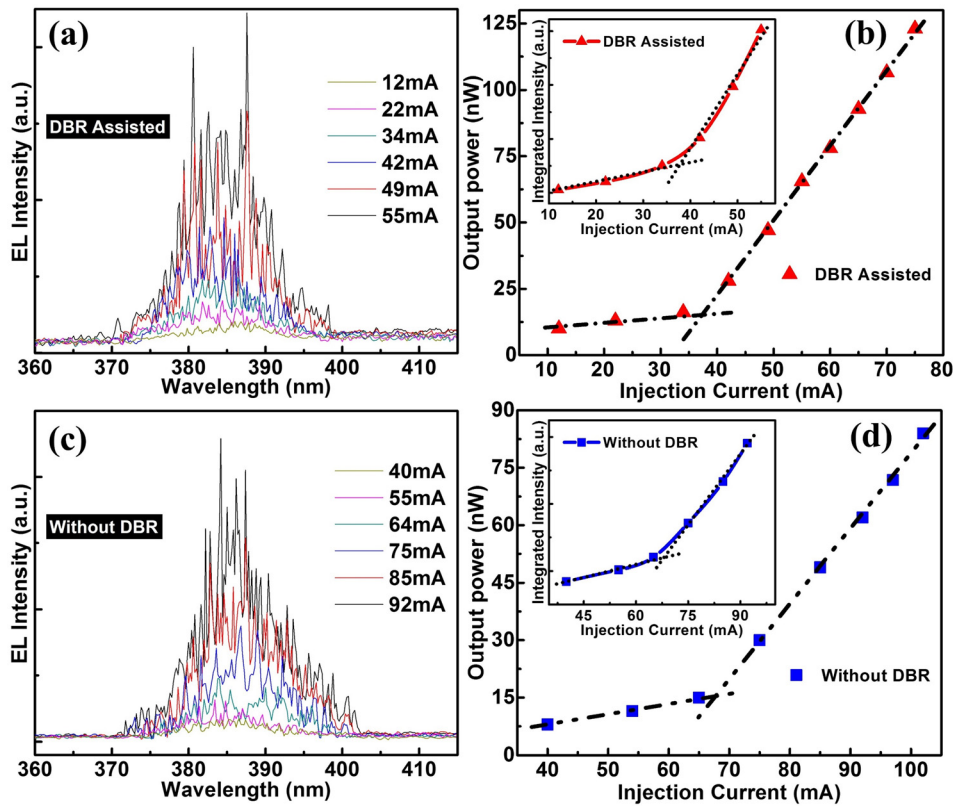 (a)
EL Intensity (a.u.)
DBR Assisted
12mA
22mA
34mA
42mA
49mA
55mA
360 370 380 390 400 410
Wavelength (nm)
(b)
Output power (nW)
125
100
75
50
25
0
Integrated Intensity (a.u.)
DBR Assisted
10 20 30 40 50
Injection Current (mA)
DBR Assisted
10 20 30 40 50 60 70 80
Injection Current (mA)
(c)
EL Intensity (a.u.)
Without DBR
40mA
55mA
64mA
75mA
85mA
92mA
360 370 380 390 400 410
Wavelength (nm)
(d)
Output power (nW)
90
75
60
45
30
15
0
Integrated Intensity (a.u.)
Without DBR
45 60 75 90
Injection Current (mA)
Without DBR
40 50 60 70 80 90 100
Injection Current (mA)